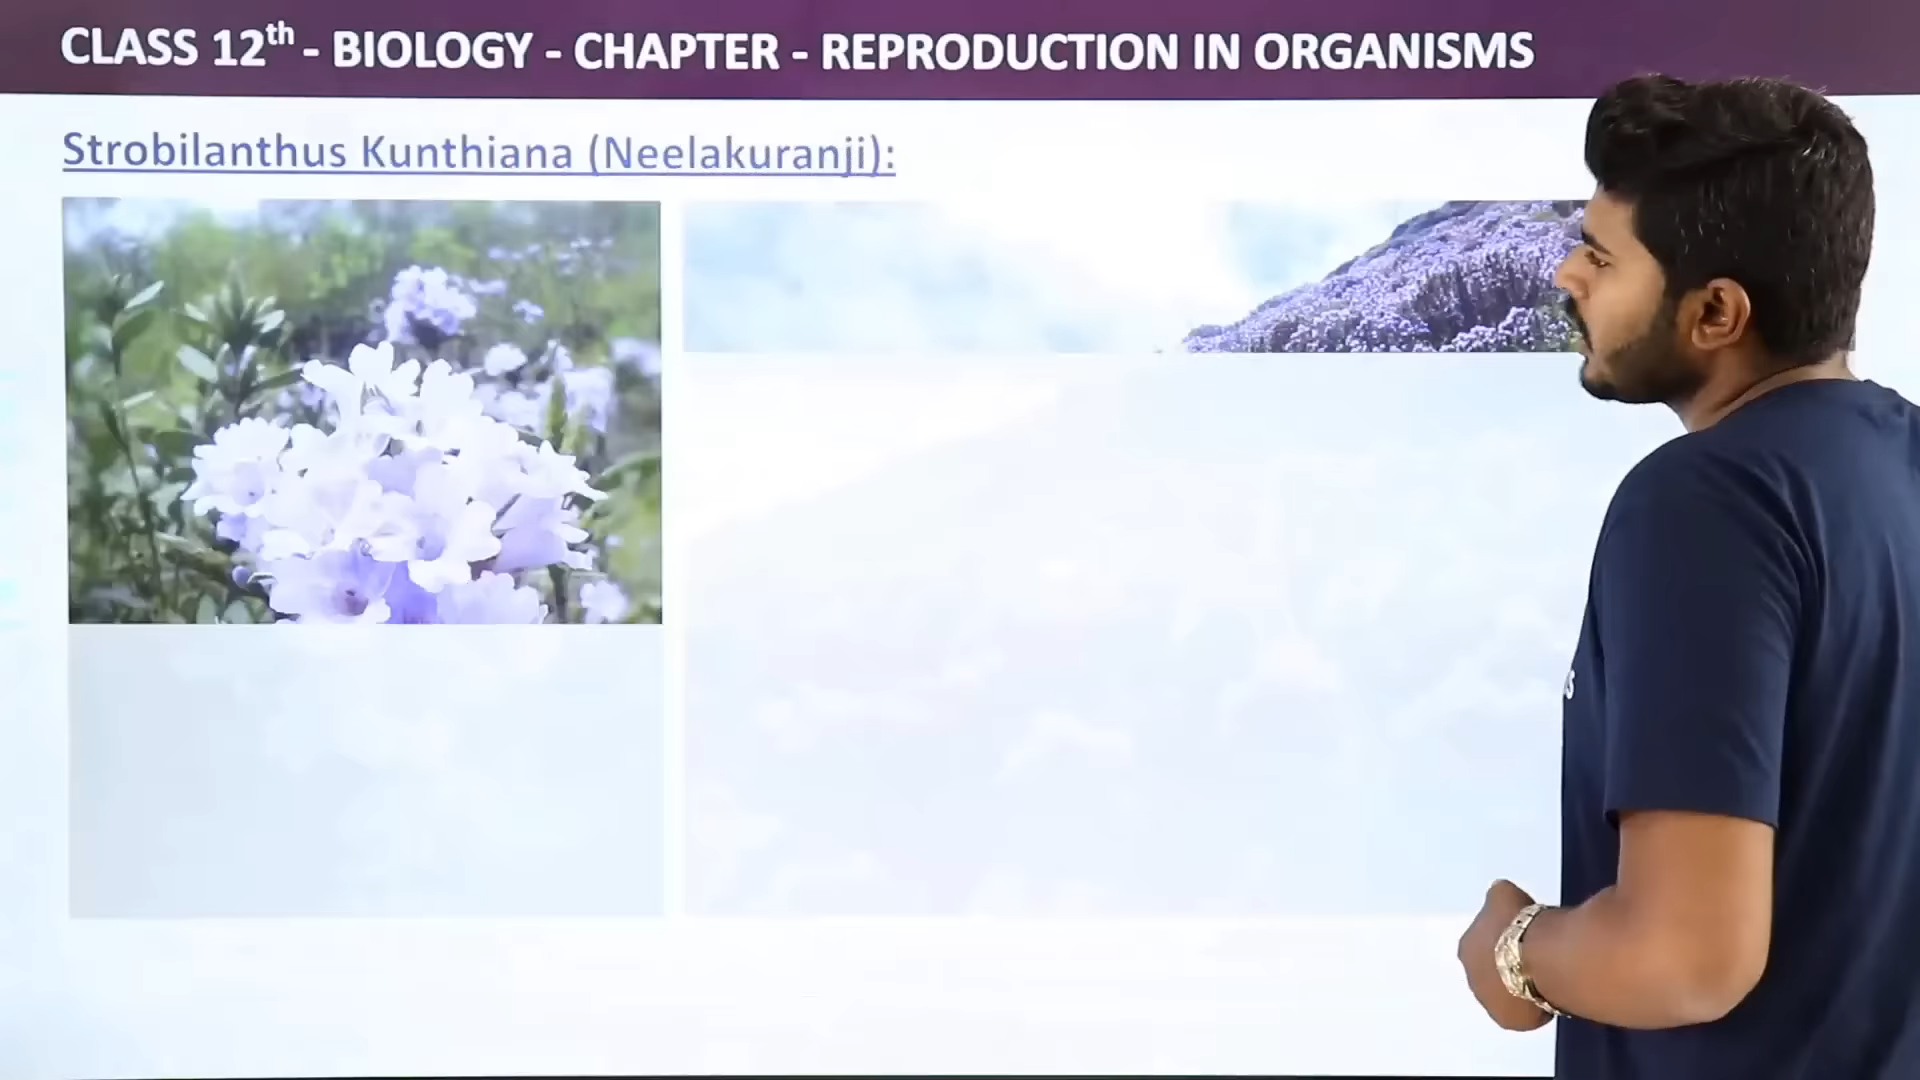 CLASS 12th - BIOLOGY - CHAPTER - REPRODUCTION IN ORGANISMS
Strobilanthus Kunthiana (Neelakuranji):